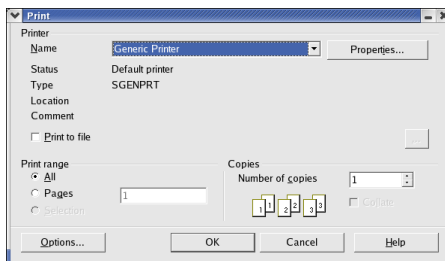 Print
Printer
Name Generic Printer Properties...
Status Default printer
Type SGENPRT
Location
Comment
Print to file
...
Print range Copies
All Number of copies 1
Pages 1
1 1 2 2 3 3 Collate
Selection
Options... OK Cancel Help